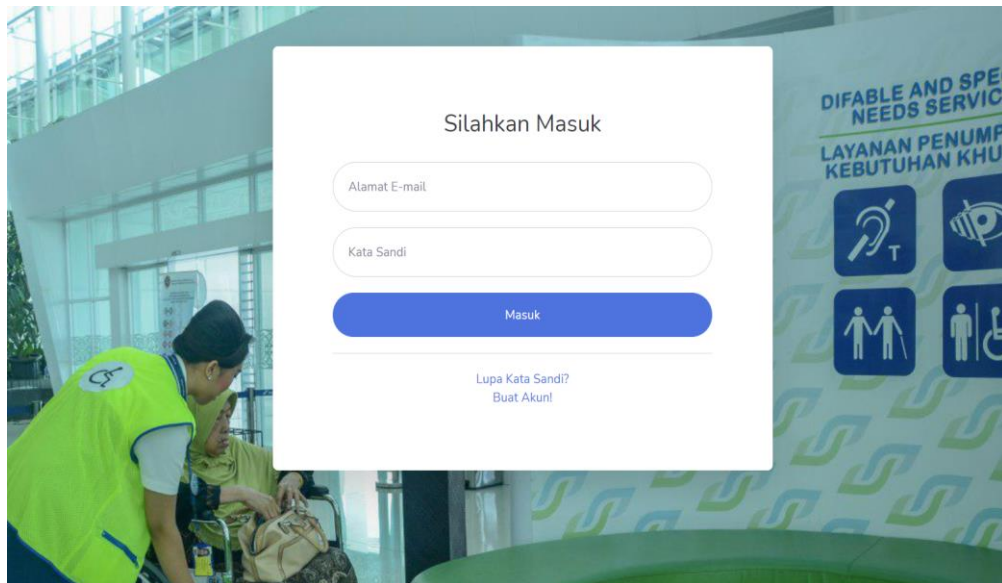 Silahkan Masuk
Alamat E-mail
Kata Sandi
Masuk
Lupa Kata Sandi?
Buat Akun!
DIFABLE AND SPE
NEEDS SERVIC
LAYANAN PENUMP
KEBUTUHAN KHU
T